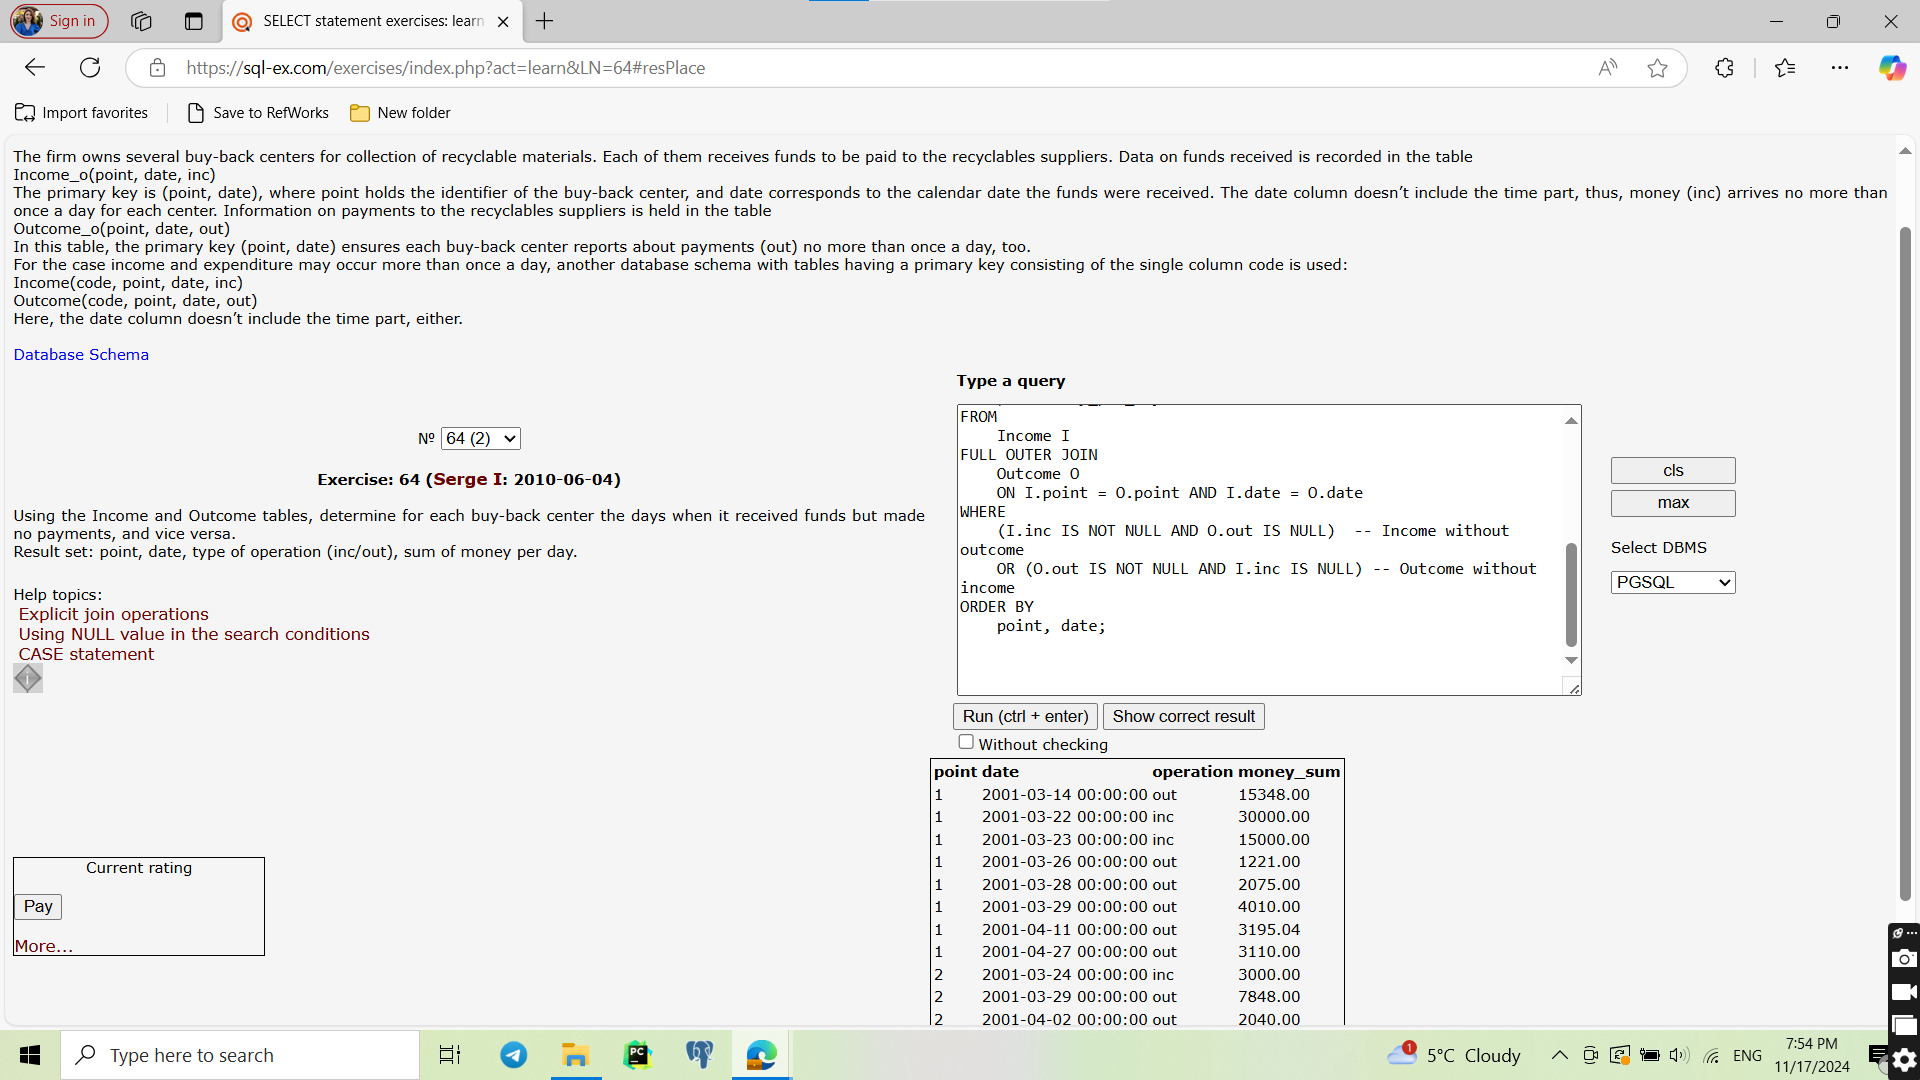 Sign in
SELECT statement exercises: learn
https://sql-ex.com/exercises/index.php?act=learn&LN=64#resPlace
Import favorites
Save to RefWorks
New folder
The firm owns several buy-back centers for collection of recyclable materials. Each of them receives funds to be paid to the recyclables suppliers. Data on funds received is recorded in the table
Income_o(point, date, inc)
The primary key is (point, date), where point holds the identifier of the buy-back center, and date corresponds to the calendar date the funds were received. The date column doesn’t include the time part, thus, money (inc) arrives no more than
once a day for each center. Information on payments to the recyclables suppliers is held in the table
Outcome_o(point, date, out)
In this table, the primary key (point, date) ensures each buy-back center reports about payments (out) no more than once a day, too.
For the case income and expenditure may occur more than once a day, another database schema with tables having a primary key consisting of the single column code is used:
Income(code, point, date, inc)
Outcome(code, point, date, out)
Here, the date column doesn’t include the time part, either.
Database Schema
Nº 64 (2)
Exercise: 64 (Serge I: 2010-06-04)
Using the Income and Outcome tables, determine for each buy-back center the days when it received funds but made
no payments, and vice versa.
Result set: point, date, type of operation (inc/out), sum of money per day.
Help topics:
Explicit join operations
Using NULL value in the search conditions
CASE statement
Current rating
Pay
More...
Type a query
FROM
    Income I
FULL OUTER JOIN
    Outcome O
    ON I.point = O.point AND I.date = O.date
WHERE
    (I.inc IS NOT NULL AND O.out IS NULL)  -- Income without
outcome
    OR (O.out IS NOT NULL AND I.inc IS NULL) -- Outcome without
income
ORDER BY
    point, date;
cls
max
Select DBMS
PGSQL
Run (ctrl + enter)
Show correct result
Without checking
point date operation money_sum
1 2001-03-14 00:00:00 out 15348.00
1 2001-03-22 00:00:00 inc 30000.00
1 2001-03-23 00:00:00 inc 15000.00
1 2001-03-26 00:00:00 out 1221.00
1 2001-03-28 00:00:00 out 2075.00
1 2001-03-29 00:00:00 out 4010.00
1 2001-04-11 00:00:00 out 3195.04
1 2001-04-27 00:00:00 out 3110.00
2 2001-03-24 00:00:00 inc 3000.00
2 2001-03-29 00:00:00 out 7848.00
2 2001-04-02 00:00:00 out 2040.00
Type here to search
PC
1
5°C Cloudy
ENG
7:54 PM
11/17/2024